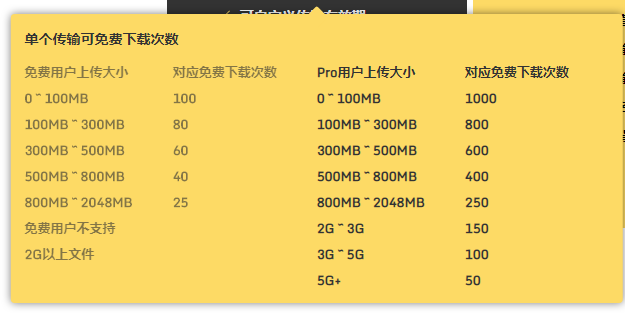 单个传输可免费下载次数
免费用户上传大小 对应免费下载次数 Pro用户上传大小 对应免费下载次数
0 ~ 100MB 100 0 ~ 100MB 1000
100MB ~ 300MB 80 100MB ~ 300MB 800
300MB ~ 500MB 60 300MB ~ 500MB 600
500MB ~ 800MB 40 500MB ~ 800MB 400
800MB ~ 2048MB 25 800MB ~ 2048MB 250
免费用户不支持 2G ~ 3G 150
2G以上文件 3G ~ 5G 100
5G+ 50